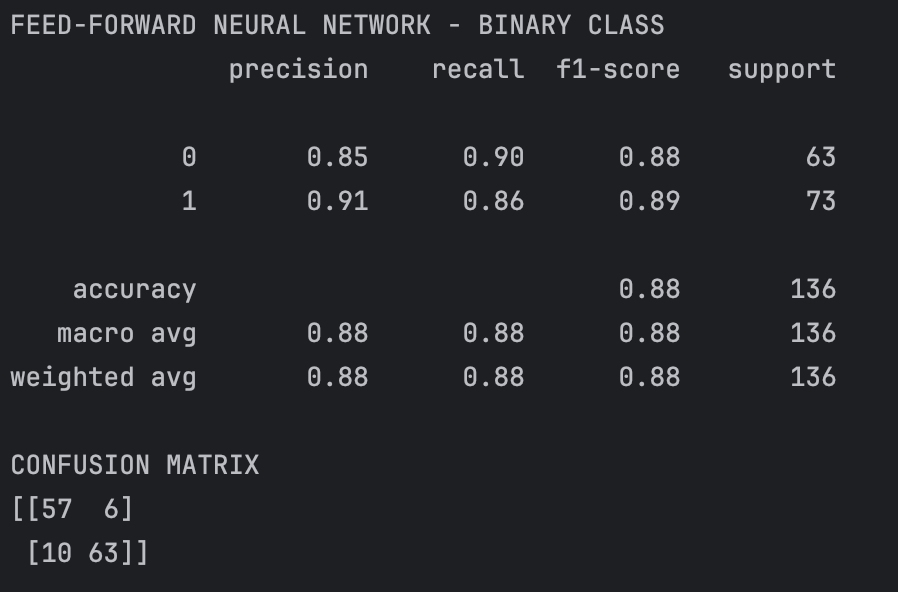 FEED-FORWARD NEURAL NETWORK - BINARY CLASS
              precision    recall  f1-score   support

           0       0.85      0.90      0.88        63
           1       0.91      0.86      0.89        73

    accuracy                           0.88       136
   macro avg       0.88      0.88      0.88       136
weighted avg       0.88      0.88      0.88       136

CONFUSION MATRIX
[[57  6]
 [10 63]]